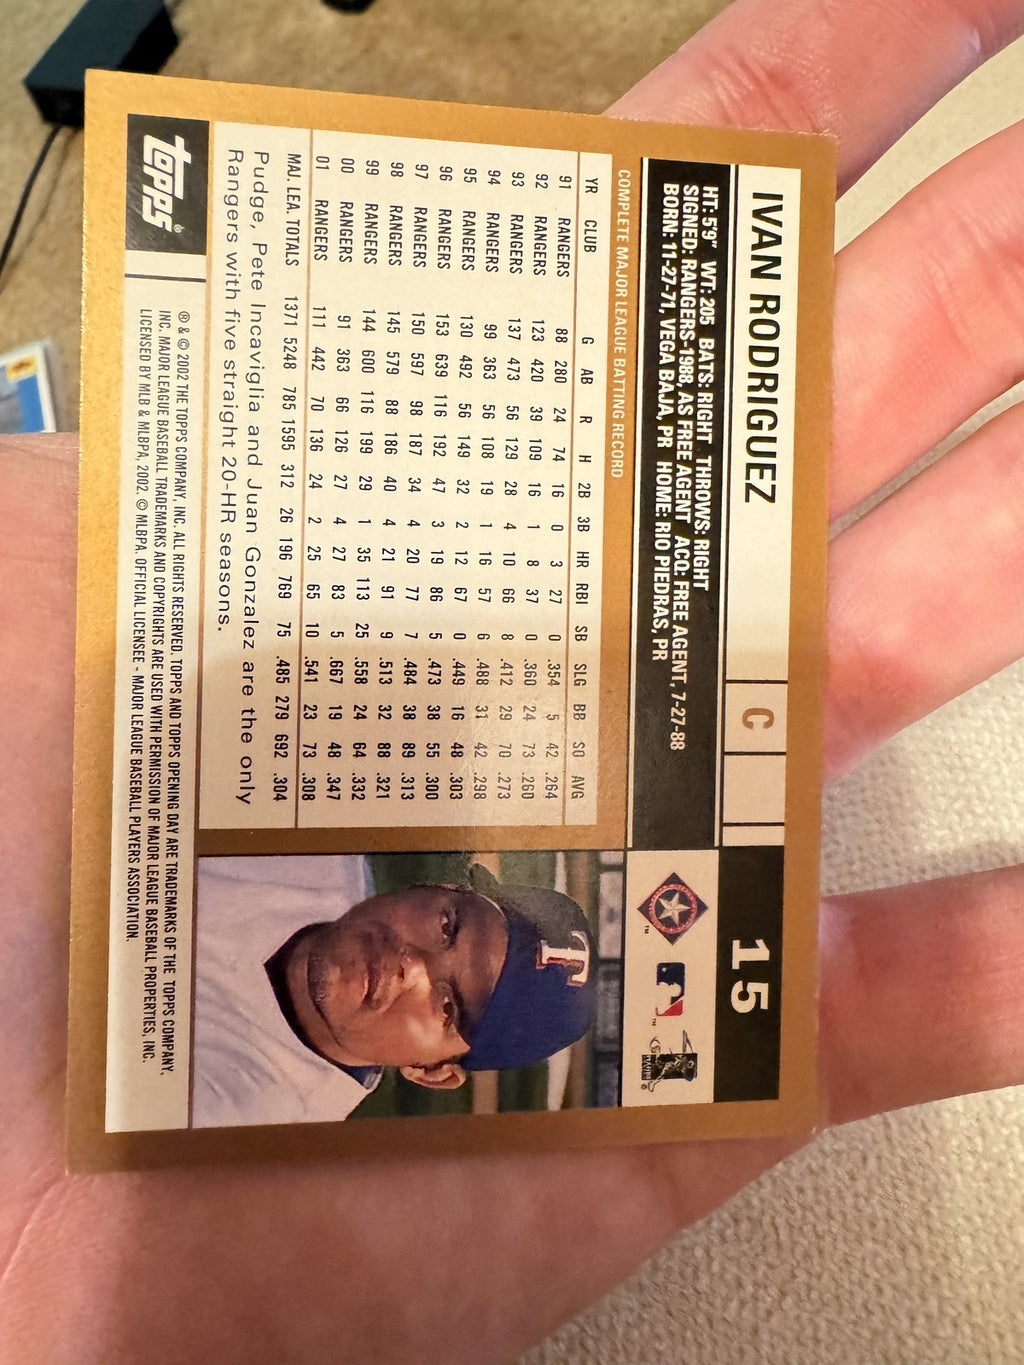 IVAN RODRIGUEZ
C
15
HT: 5'9" WT: 205 BATS: RIGHT THROWS: RIGHT
SIGNED: RANGERS-1988, AS FREE AGENT ACQ: FREE AGENT, 7-27-88
BORN: 11-27-71, VEGA BAJA, PR HOME: RIO PIEDRAS, PR
COMPLETE MAJOR LEAGUE BATTING RECORD
YR CLUB G AB R H 2B 3B HR RBI SB SLG BB SO AVG
91 RANGERS 88 280 24 74 16 0 3 27 0 .354 5 42 .264
92 RANGERS 123 420 39 109 16 1 8 37 0 .360 24 73 .260
93 RANGERS 137 473 56 129 28 4 10 66 8 .412 29 70 .273
94 RANGERS 99 363 56 108 19 1 16 57 6 .488 31 42 .298
95 RANGERS 130 492 56 149 32 2 12 67 0 .449 16 48 .303
96 RANGERS 153 639 116 192 47 3 19 86 5 .473 38 55 .300
97 RANGERS 150 597 98 187 34 4 20 77 7 .484 38 89 .313
98 RANGERS 145 579 88 186 40 4 21 91 9 .513 32 88 .321
99 RANGERS 144 600 116 199 29 1 35 113 25 .558 24 64 .332
00 RANGERS 91 363 66 126 27 4 27 83 5 .667 19 48 .347
01 RANGERS 111 442 70 136 24 2 25 65 10 .541 23 73 .308
MAJ. LEA. TOTALS 1371 5248 785 1595 312 26 196 769 75 .485 279 692 .304
Pudge, Pete Incaviglia and Juan Gonzalez are the only
Rangers with five straight 20-HR seasons.
T
topps®
® & © 2002 THE TOPPS COMPANY, INC. ALL RIGHTS RESERVED. TOPPS AND TOPPS OPENING DAY ARE TRADEMARKS OF THE TOPPS COMPANY,
INC. MAJOR LEAGUE BASEBALL TRADEMARKS AND COPYRIGHTS ARE USED WITH PERMISSION OF MAJOR LEAGUE BASEBALL PROPERTIES, INC.
LICENSED BY MLB & MLBPA, 2002. © MLBPA. OFFICIAL LICENSEE - MAJOR LEAGUE BASEBALL PLAYERS ASSOCIATION.